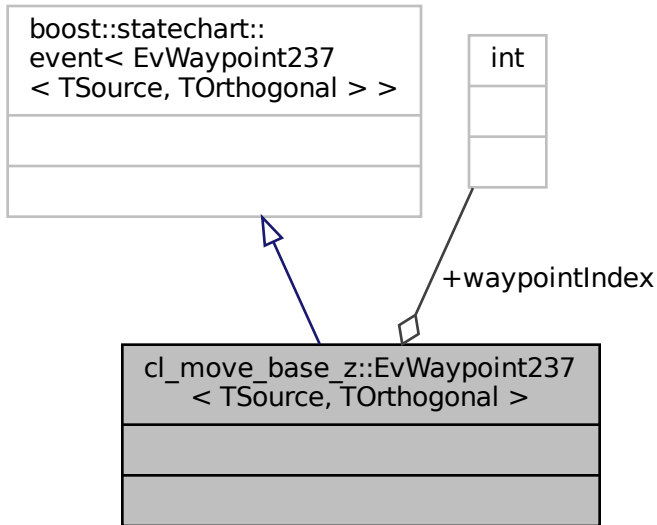 boost::statechart::
event< EvWaypoint237
< TSource, TOrthogonal > >
int
+waypointIndex
cl_move_base_z::EvWaypoint237
< TSource, TOrthogonal >